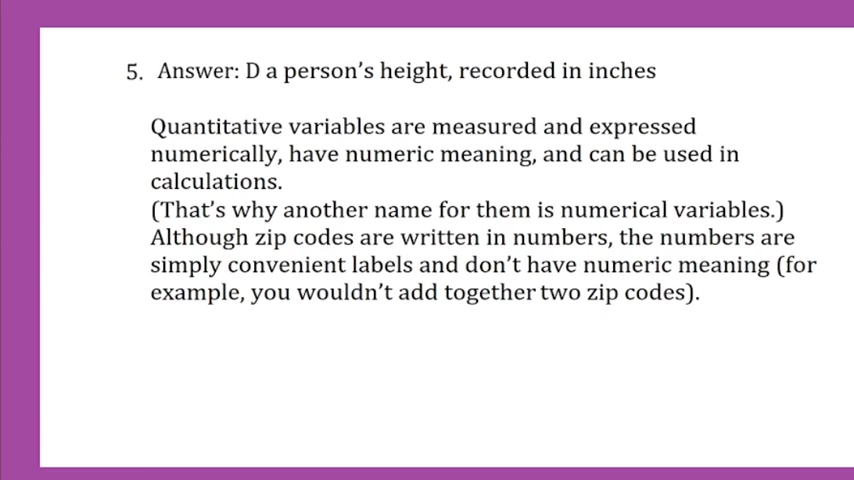 5. Answer: D a person’s height, recorded in inches
Quantitative variables are measured and expressed
numerically, have numeric meaning, and can be used in
calculations.
(That’s why another name for them is numerical variables.)
Although zip codes are written in numbers, the numbers are
simply convenient labels and don’t have numeric meaning (for
example, you wouldn’t add together two zip codes).